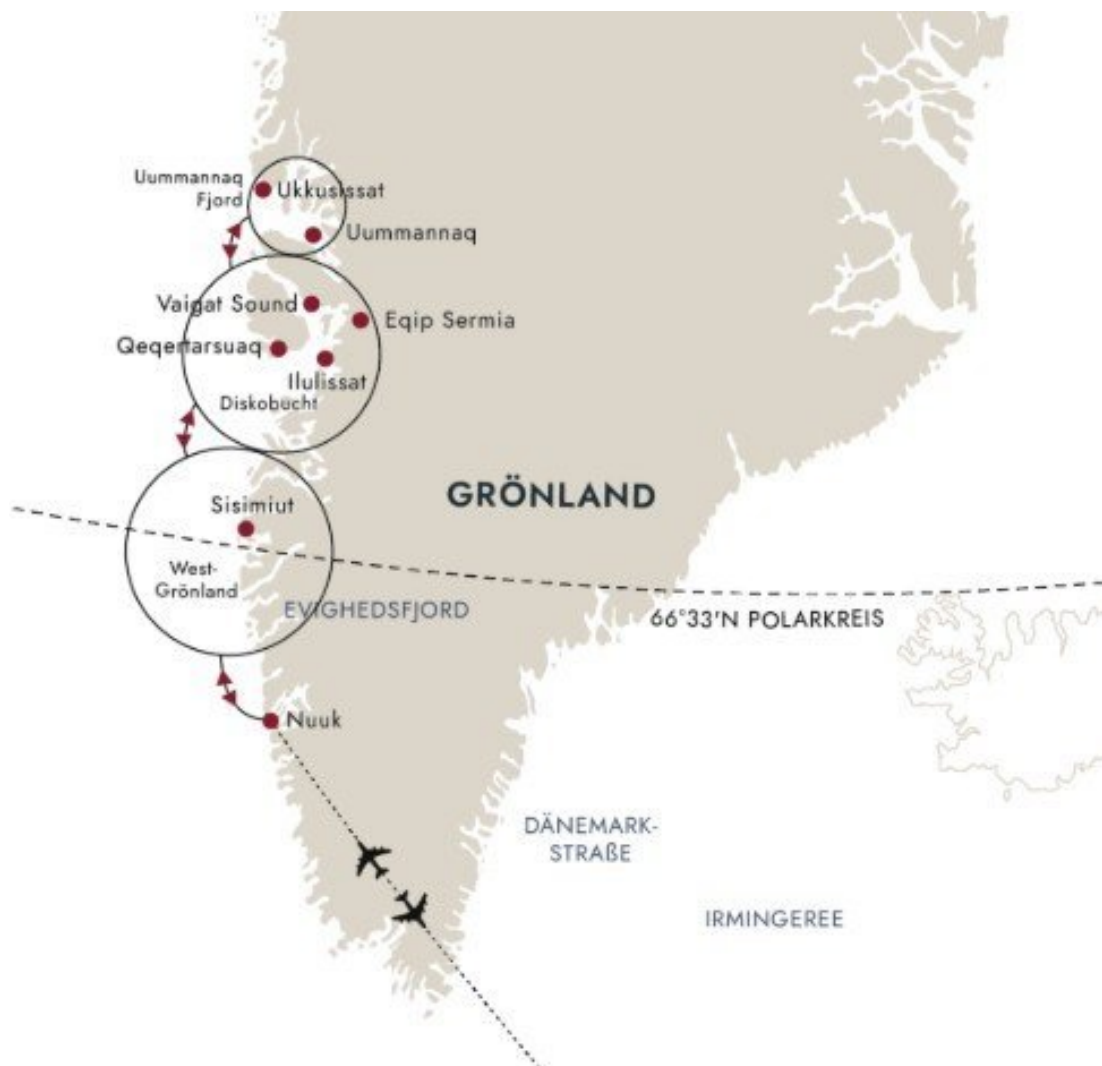 Uummannaq
Fjord
Ukkusissat
Uummannaq
Vaigat Sound
Eqip Sermia
Qeqertarsuaq
Ilulissat
Diskobucht
GRÖNLAND
Sisimiut
West-
Grönland
EVIGHEDSFJORD
66°33'N POLARKREIS
Nuuk
DÄNEMARK-
STRAßE
IRMINGEREE